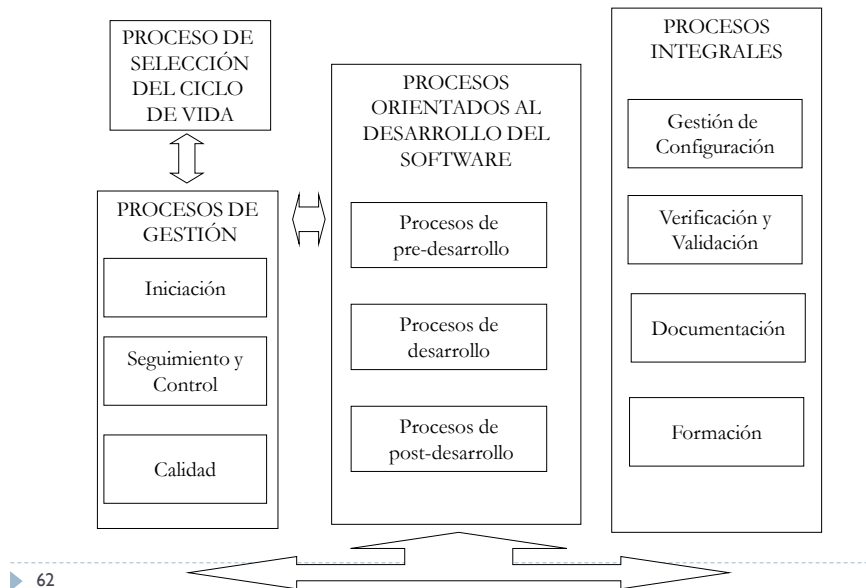 PROCESO DE
SELECCIÓN
DEL CICLO
DE VIDA
PROCESOS DE
GESTIÓN
Iniciación
Seguimiento y
Control
Calidad
PROCESOS
ORIENTADOS AL
DESARROLLO DEL
SOFTWARE
Procesos de
pre-desarrollo
Procesos de
desarrollo
Procesos de
post-desarrollo
PROCESOS
INTEGRALES
Gestión de
Configuración
Verificación y
Validación
Documentación
Formación
62